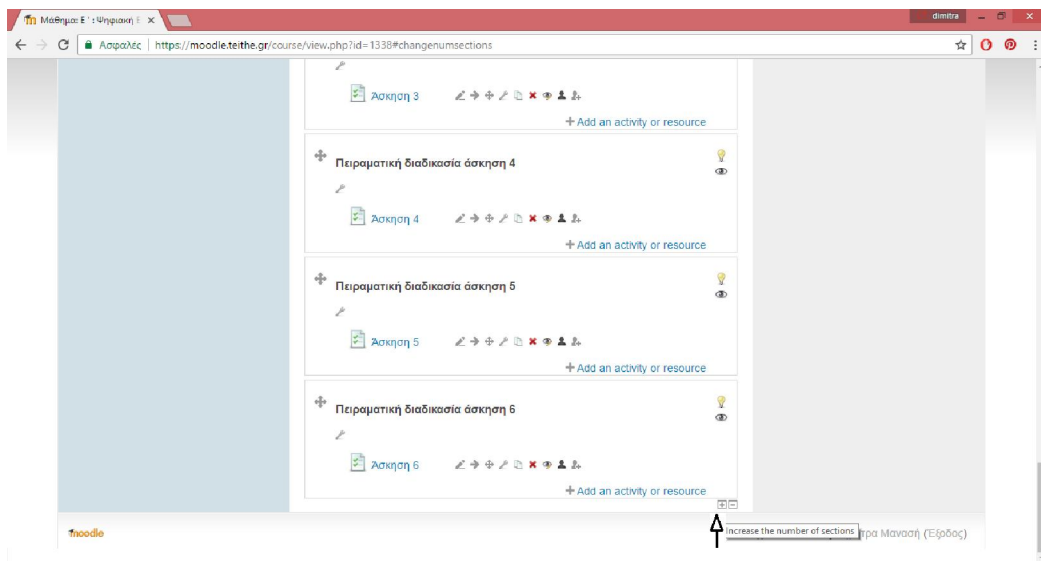 Μάθημα: Ε΄ : Ψηφιακή Ε
dimitra
Ασφαλές | https://moodle.teithe.gr/course/view.php?id=1338#changenumsections
Άσκηση 3
Add an activity or resource
Πειραματική διαδικασία άσκηση 4
Άσκηση 4
Add an activity or resource
Πειραματική διαδικασία άσκηση 5
Άσκηση 5
Add an activity or resource
Πειραματική διαδικασία άσκηση 6
Άσκηση 6
Add an activity or resource
moodle
Increase the number of sections
Μανασή (Έξοδος)